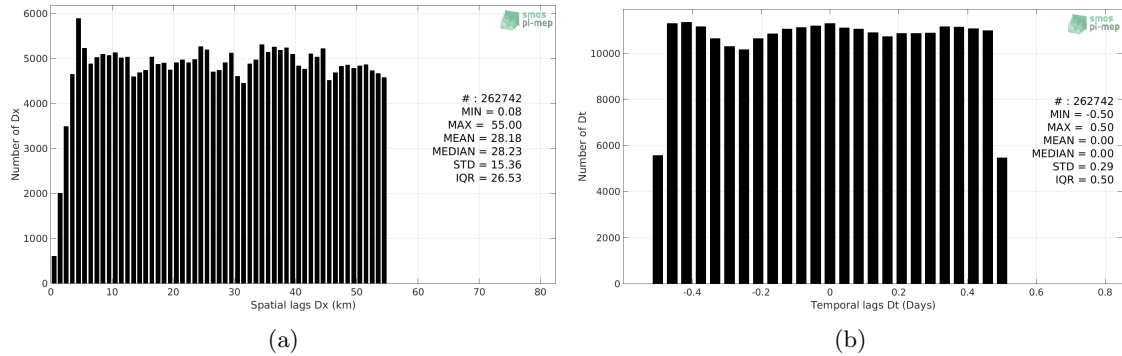 6000
5000
4000
3000
2000
1000
0
Number of Dx
smos
pi-mep
# : 262742
MIN = 0.08
MAX = 55.00
MEAN = 28.18
MEDIAN = 28.23
STD = 15.36
IQR = 26.53
0 10 20 30 40 50 60 70 80
Spatial lags Dx (km)
(a)
10000
8000
6000
4000
2000
0
Number of Dt
smos
pi-mep
# : 262742
MIN = -0.50
MAX = 0.50
MEAN = 0.00
MEDIAN = 0.00
STD = 0.29
IQR = 0.50
-0.4 -0.2 0 0.2 0.4 0.6 0.8
Temporal lags Dt (Days)
(b)